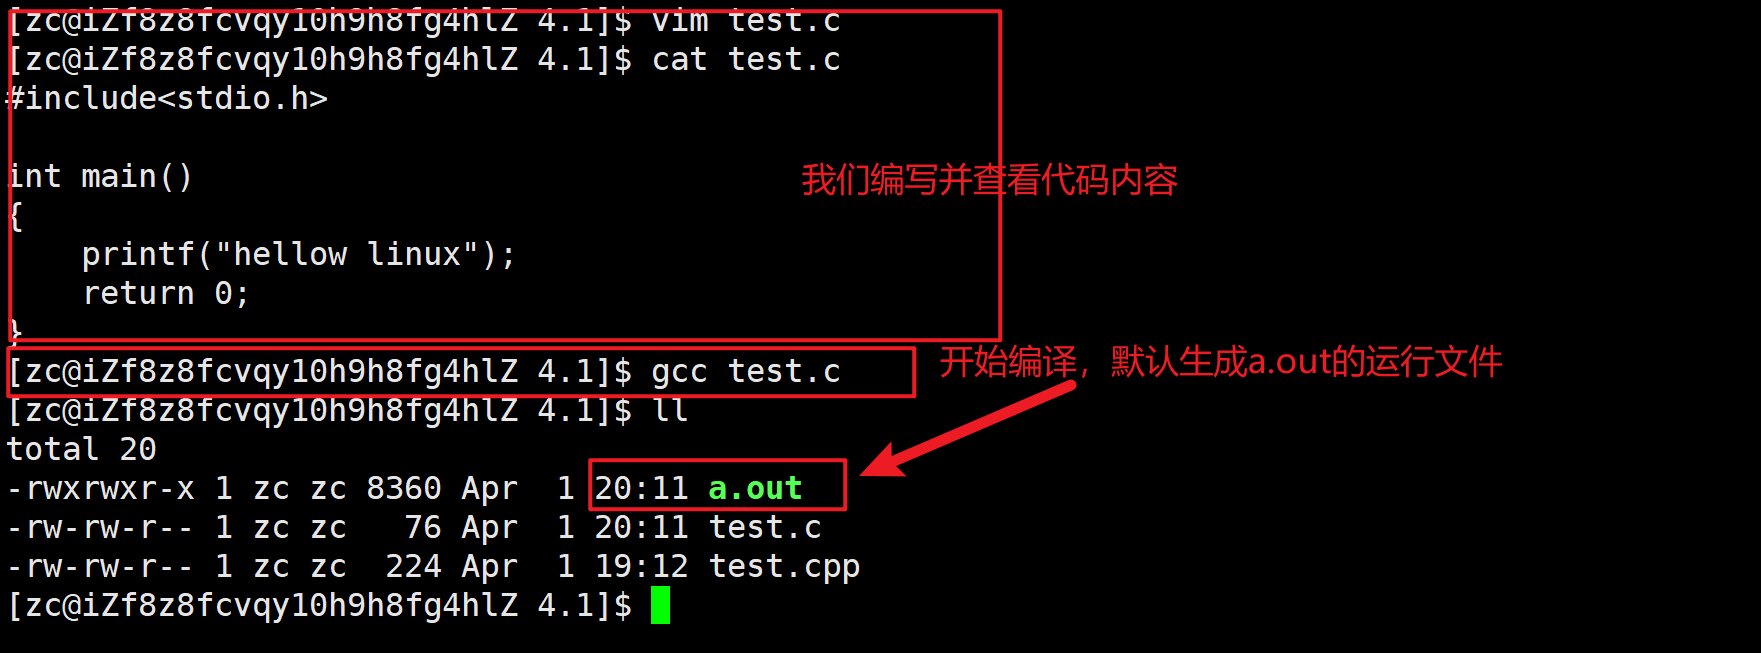 [zc@iZf8z8fcvqy10h9h8fg4hlZ 4.1]$ vim test.c
[zc@iZf8z8fcvqy10h9h8fg4hlZ 4.1]$ cat test.c
#include<stdio.h>
int main()
我们编写并查看代码内容
{
    printf("hellow linux");
    return 0;
}
开始编译，默认生成a.out的运行文件
[zc@iZf8z8fcvqy10h9h8fg4hlZ 4.1]$ gcc test.c
[zc@iZf8z8fcvqy10h9h8fg4hlZ 4.1]$ ll
total 20
-rwxrwxr-x 1 zc zc 8360 Apr  1 20:11 a.out
-rw-rw-r-- 1 zc zc   76 Apr  1 20:11 test.c
-rw-rw-r-- 1 zc zc  224 Apr  1 19:12 test.cpp
[zc@iZf8z8fcvqy10h9h8fg4hlZ 4.1]$